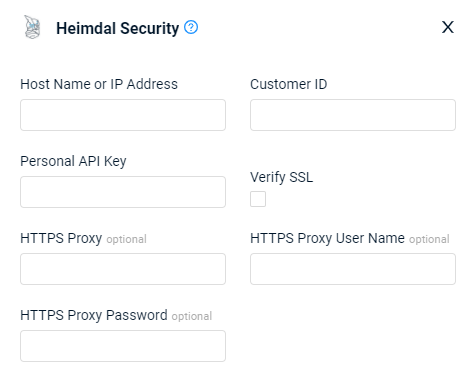 Heimdal Security ? X
Host Name or IP Address
Customer ID
Personal API Key
Verify SSL
HTTPS Proxy optional
HTTPS Proxy User Name optional
HTTPS Proxy Password optional